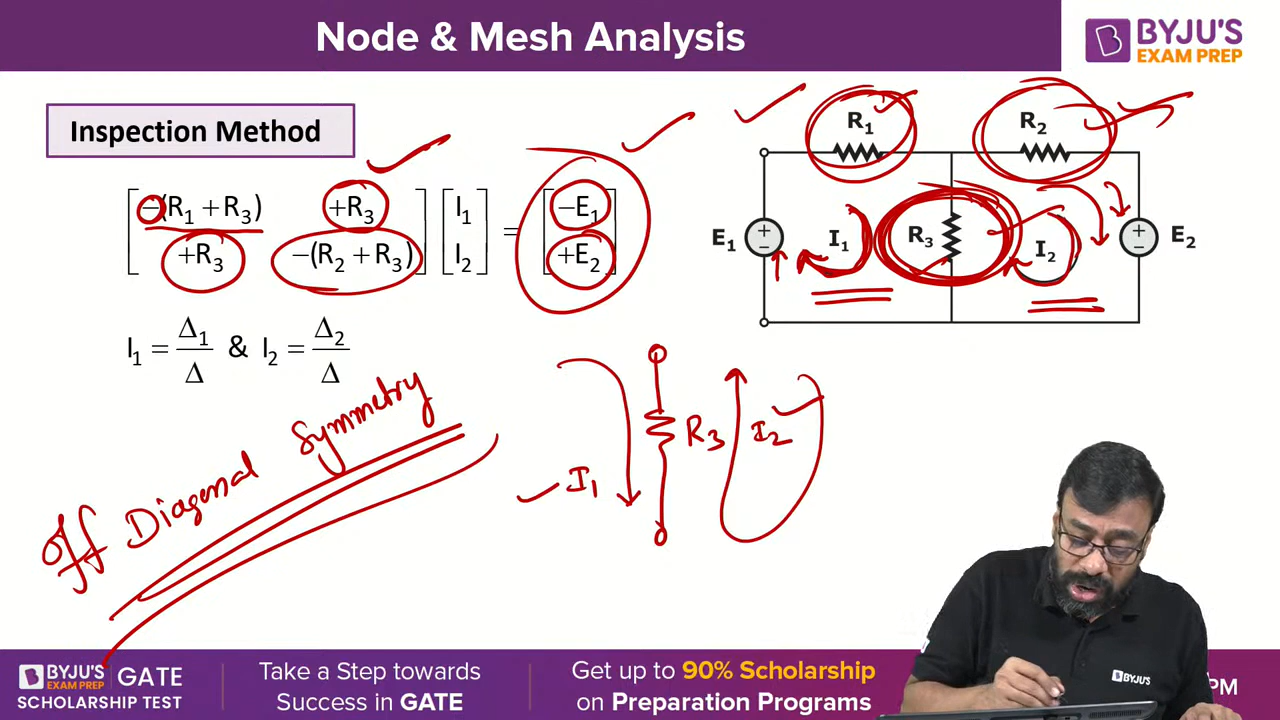 Node & Mesh Analysis
BYJU'S
EXAM PREP
Inspection Method
[ −(R₁ + R₃) +R₃ ] [ I₁ ] = [ −E₁ ]
[ +R₃ −(R₂ + R₃) ] [ I₂ ] [ +E₂ ]
I₁ = Δ₁/Δ & I₂ = Δ₂/Δ
R₁
R₂
E₁
+
−
I₁
R₃
I₂
+
−
E₂
Off Diagonal Symmetry
I₁
R₃
I₂
BYJU'S
BYJU'S
EXAM PREP
GATE
SCHOLARSHIP TEST
Take a Step towards
Success in GATE
Get up to 90% Scholarship
on Preparation Programs
PM